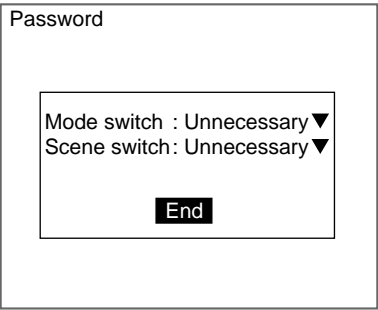 Password
Mode switch : Unnecessary▼
Scene switch: Unnecessary▼
End